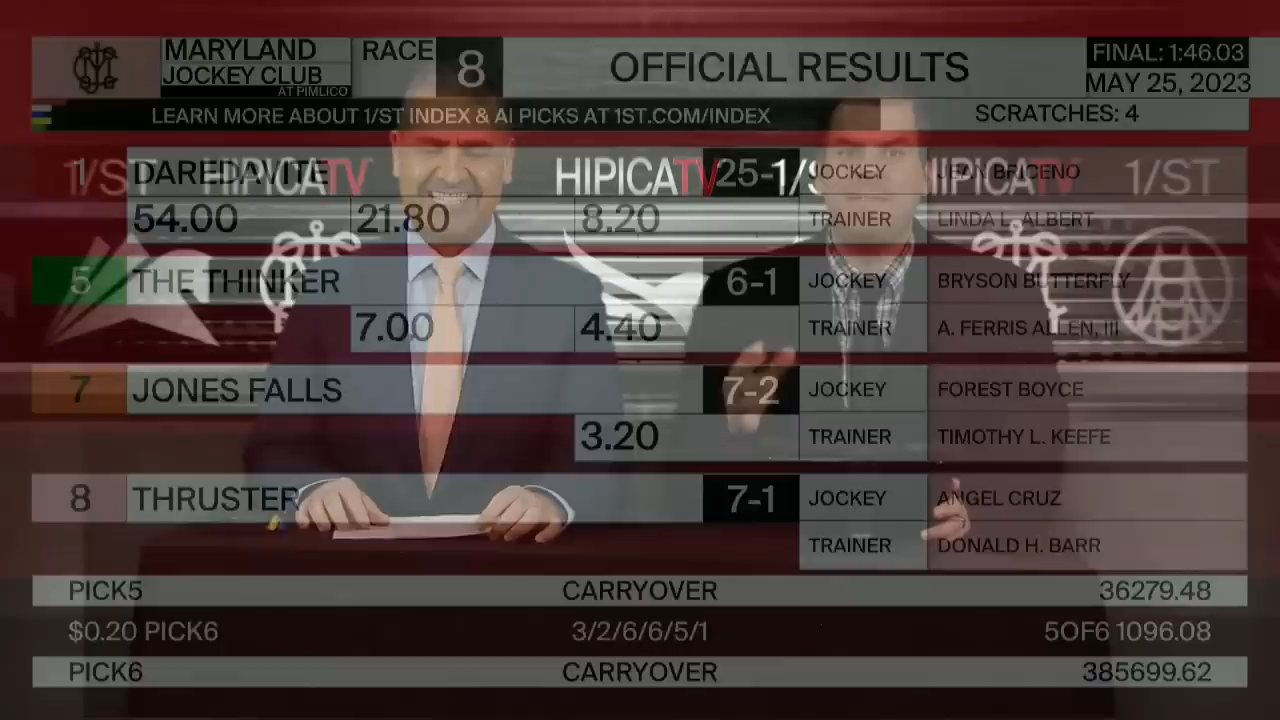 MARYLAND
JOCKEY CLUB
AT PIMLICO
RACE 8
OFFICIAL RESULTS
FINAL: 1:46.03
MAY 25, 2023
LEARN MORE ABOUT 1/ST INDEX & AI PICKS AT 1ST.COM/INDEX
SCRATCHES: 4
1/ST HIPICATV HIPICATV 1/S HIPICATV 1/ST
1 DAREDAVITE 25- JOCKEY JEAN BRICENO
54.00 21.80 8.20 TRAINER LINDA L. ALBERT
5 THE THINKER 6-1 JOCKEY BRYSON BUTTERFLY
7.00 4.40 TRAINER A. FERRIS ALLEN, III
7 JONES FALLS 7-2 JOCKEY FOREST BOYCE
3.20 TRAINER TIMOTHY L. KEEFE
8 THRUSTER 7-1 JOCKEY ANGEL CRUZ
TRAINER DONALD H. BARR
PICK5 CARRYOVER 36279.48
$0.20 PICK6 3/2/6/6/5/1 5OF6 1096.08
PICK6 CARRYOVER 385699.62